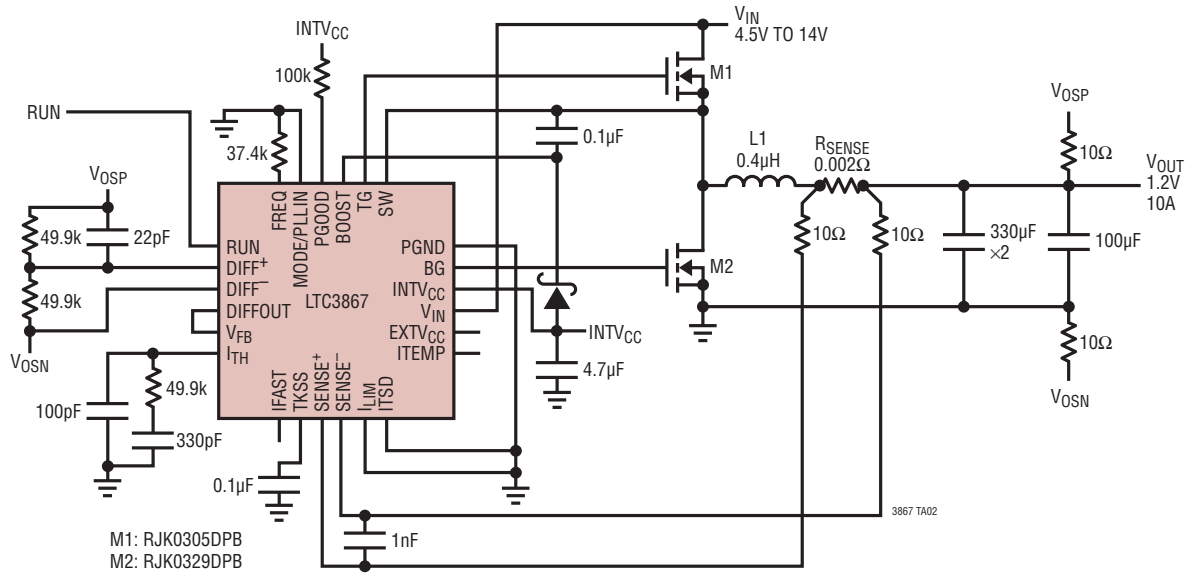 INTVCC
100k
RUN
37.4k
VOSP
49.9k
22pF
49.9k
VOSN
FREQ
MODE/PLLIN
PGOOD
BOOST
TG
SW
RUN
DIFF+
DIFF–
DIFFOUT
VFB
ITH
LTC3867
PGND
BG
INTVCC
VIN
EXTVCC
ITEMP
IFAST
TKSS
SENSE+
SENSE–
ILIM
ITSD
100pF
49.9k
330pF
0.1µF
1nF
0.1µF
INTVCC
4.7µF
VIN
4.5V TO 14V
M1
M2
L1
0.4µH
RSENSE
0.002Ω
10Ω
10Ω
VOSP
10Ω
VOUT
1.2V
10A
330µF
×2
100µF
10Ω
VOSN
3867 TA02
M1: RJK0305DPB
M2: RJK0329DPB